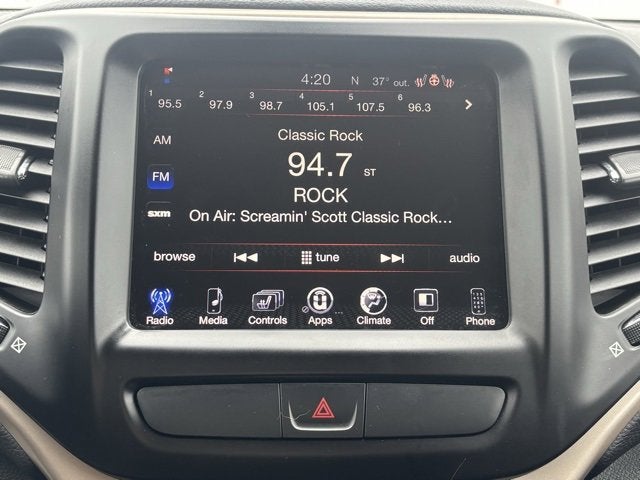 4:20 N 37° out.
1 95.5 2 97.9 3 98.7 4 105.1 5 107.5 6 96.3
AM
Classic Rock
94.7 ST
FM
ROCK
sxm
On Air: Screamin' Scott Classic Rock...
browse tune audio
Radio Media Controls Apps Climate Off Phone